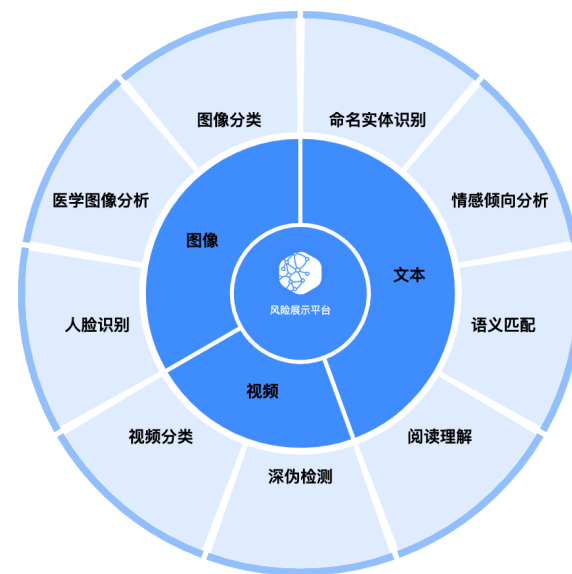 图像分类
命名实体识别
医学图像分析
情感倾向分析
图像
文本
风险展示平台
人脸识别
语义匹配
视频
视频分类
阅读理解
深伪检测